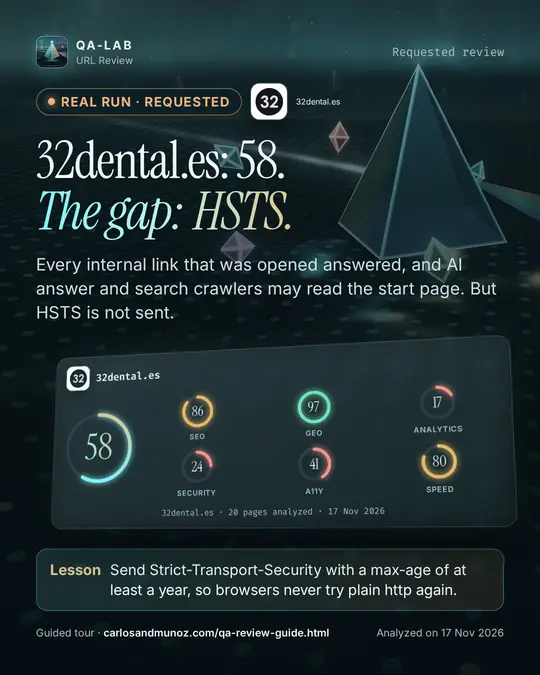 QA-LAB
URL Review
Requested review
REAL RUN · REQUESTED
32
32dental.es
32dental.es: 58.
The gap: HSTS.
Every internal link that was opened answered, and AI
answer and search crawlers may read the start page. But
HSTS is not sent.
32
32dental.es
58
86
SEO
97
GEO
17
ANALYTICS
24
SECURITY
41
A11Y
80
SPEED
32dental.es · 20 pages analyzed · 17 Nov 2026
Lesson
Send Strict-Transport-Security with a max-age of at
least a year, so browsers never try plain http again.
Guided tour · carlosandmunoz.com/qa-review-guide.html
Analyzed on 17 Nov 2026